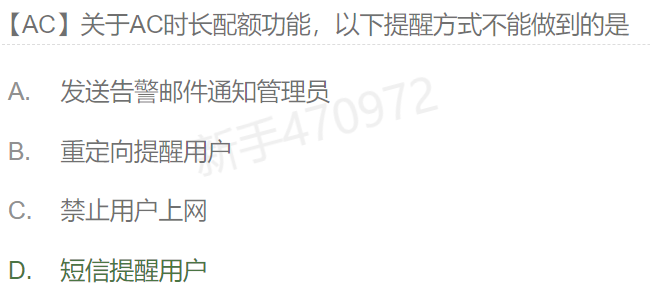 【AC】关于AC时长配额功能，以下提醒方式不能做到的是
A. 发送告警邮件通知管理员
B. 重定向提醒用户
C. 禁止用户上网
D. 短信提醒用户
新手470972